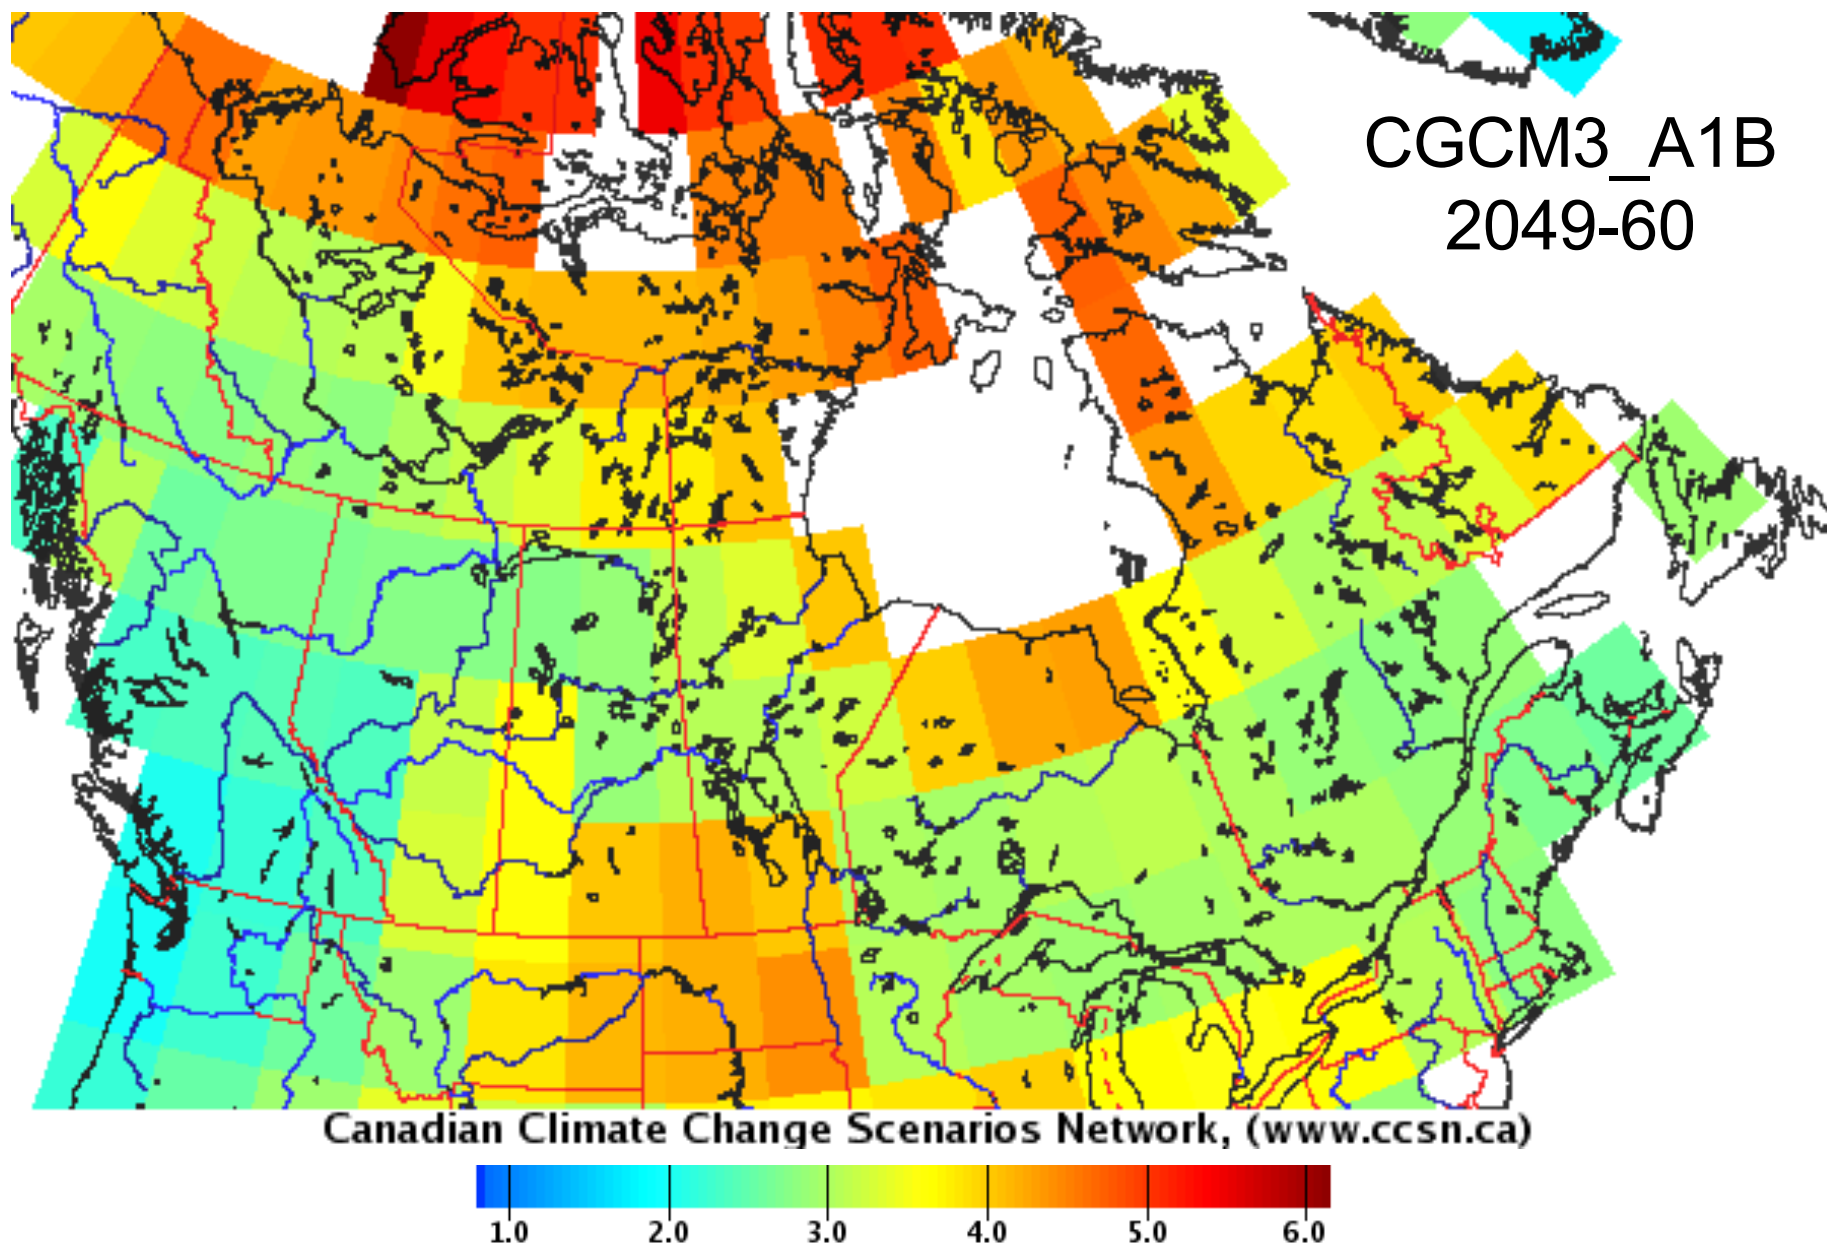 CGCM3_A1B
2049-60
Canadian Climate Change Scenarios Network, (www.ccsn.ca)
1.0 2.0 3.0 4.0 5.0 6.0